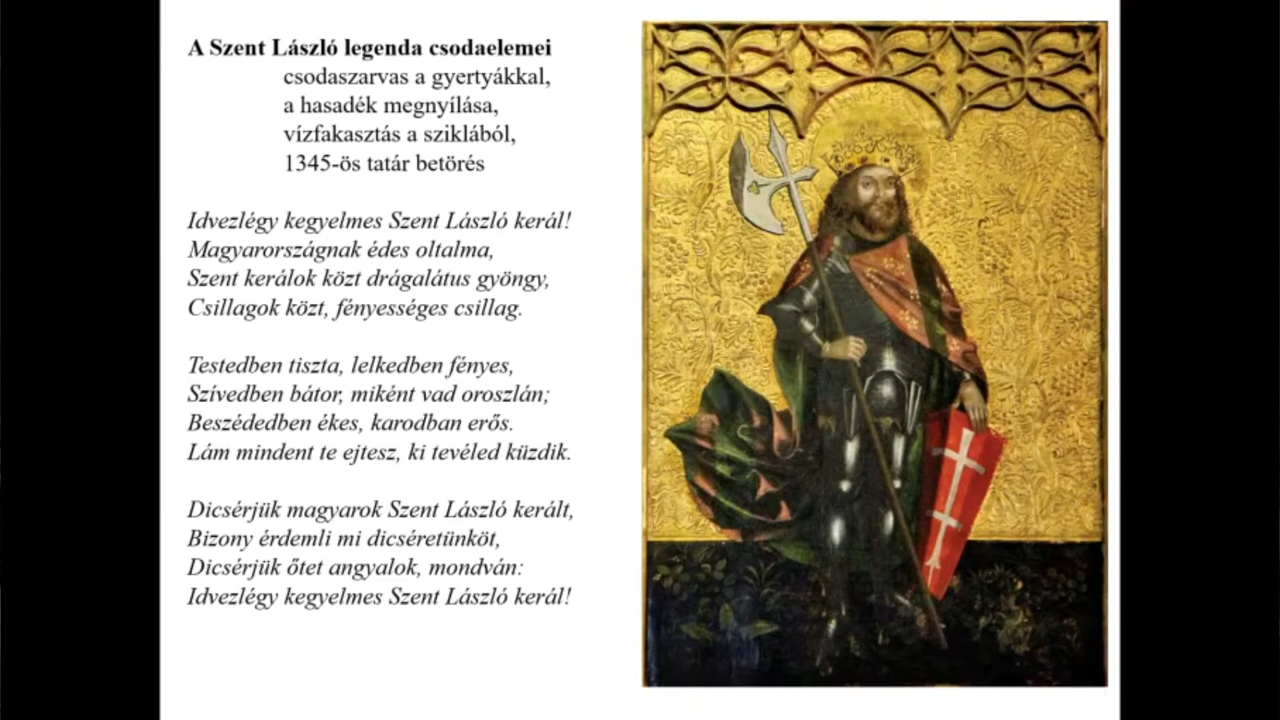 A Szent László legenda csodaelemei
csodaszarvas a gyertyákkal,
a hasadék megnyílása,
vízfakasztás a sziklából,
1345-ös tatár betörés
Idvezlégy kegyelmes Szent László kerál!
Magyarországnak édes oltalma,
Szent kerálok közt drágalátus gyöngy,
Csillagok közt, fényességes csillag.
Testedben tiszta, lelkedben fényes,
Szívedben bátor, miként vad oroszlán;
Beszédedben ékes, karodban erős.
Lám mindent te ejtesz, ki tevéled küzdik.
Dicsérjük magyarok Szent László kerált,
Bizony érdemli mi dicséretünköt,
Dicsérjük őtet angyalok, mondván:
Idvezlégy kegyelmes Szent László kerál!